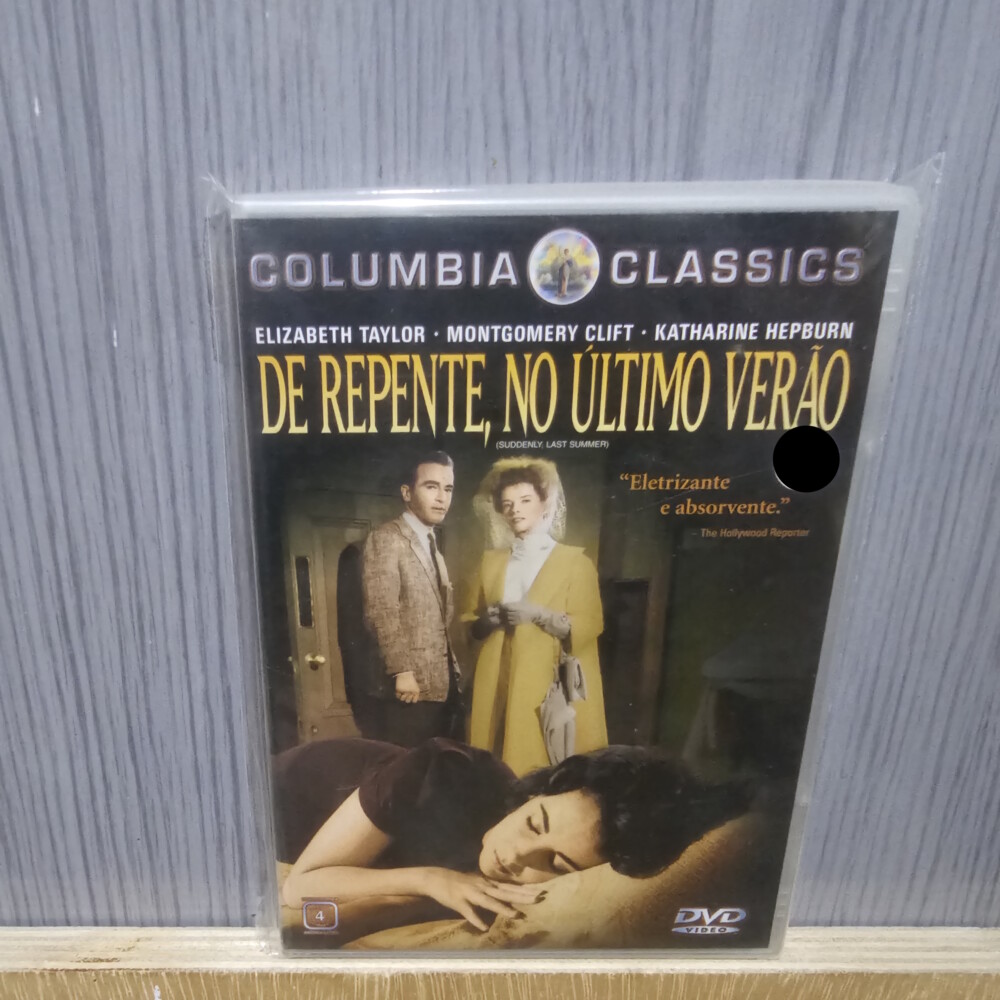 COLUMBIA CLASSICS
ELIZABETH TAYLOR · MONTGOMERY CLIFT · KATHARINE HEPBURN
DE REPENTE, NO ÚLTIMO VERÃO
(SUDDENLY, LAST SUMMER)
“Eletrizante
e absorvente.”
- The Hollywood Reporter
4
DVD
VIDEO